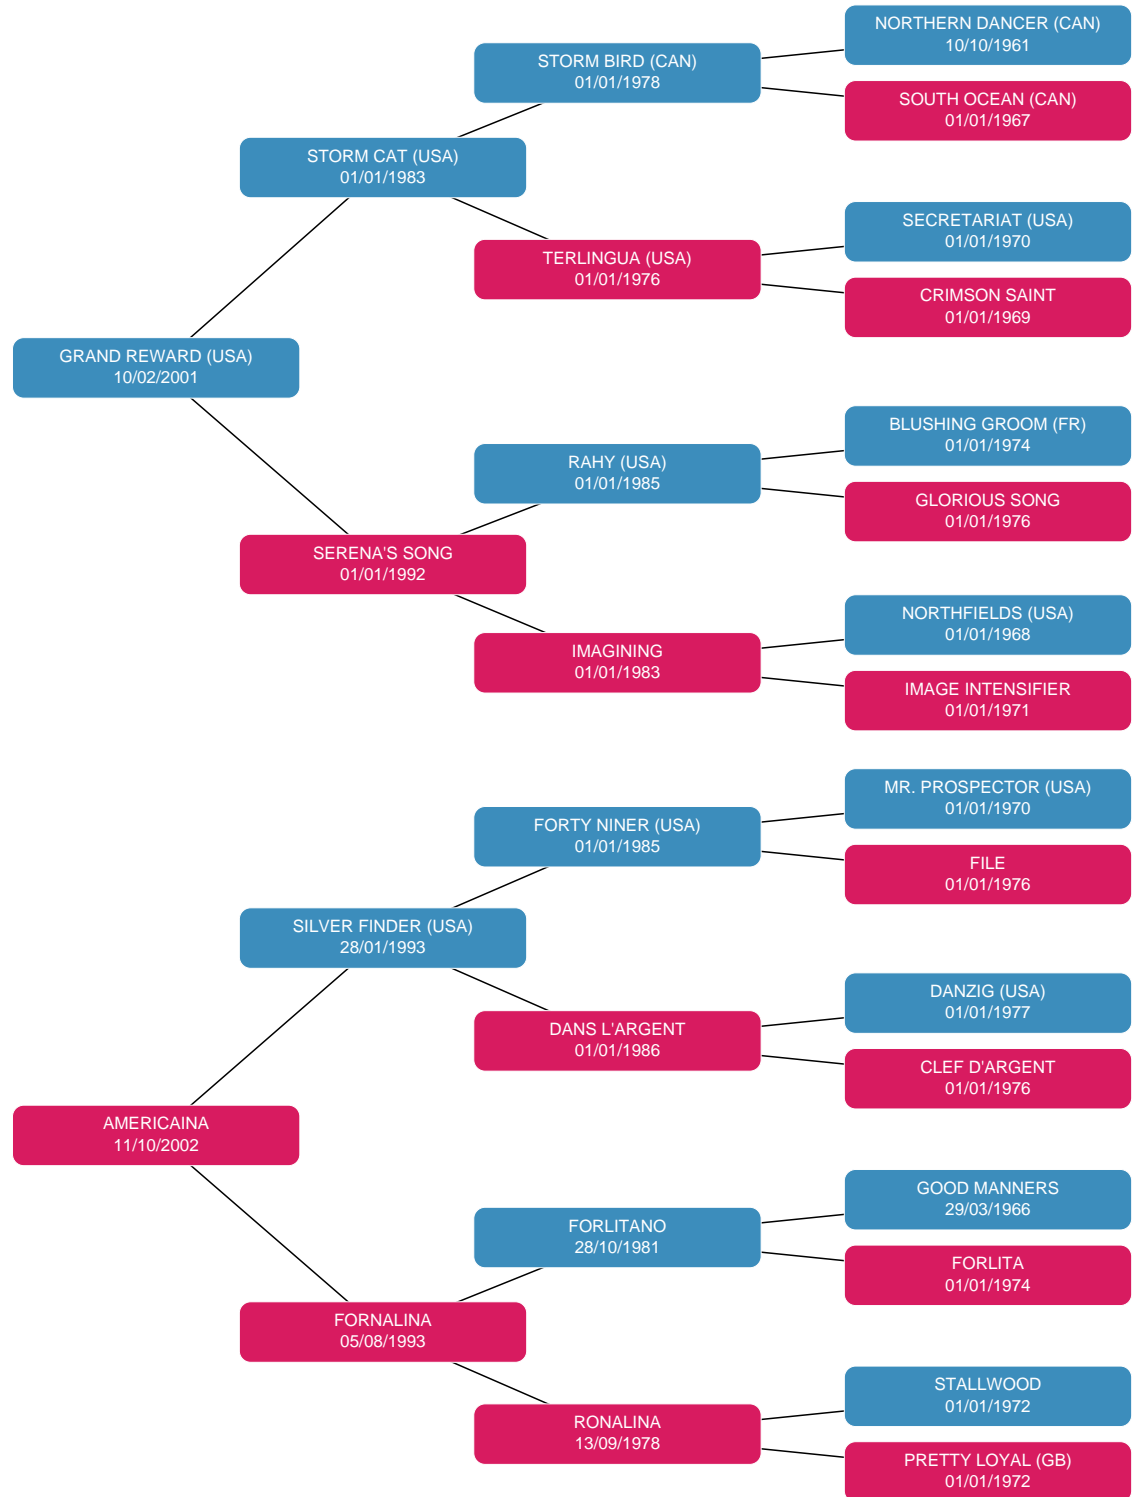 NORTHERN DANCER (CAN)
10/10/1961
STORM BIRD (CAN)
01/01/1978
SOUTH OCEAN (CAN)
01/01/1967
STORM CAT (USA)
01/01/1983
SECRETARIAT (USA)
01/01/1970
TERLINGUA (USA)
01/01/1976
CRIMSON SAINT
01/01/1969
GRAND REWARD (USA)
10/02/2001
BLUSHING GROOM (FR)
01/01/1974
RAHY (USA)
01/01/1985
GLORIOUS SONG
01/01/1976
SERENA'S SONG
01/01/1992
NORTHFIELDS (USA)
01/01/1968
IMAGINING
01/01/1983
IMAGE INTENSIFIER
01/01/1971
MR. PROSPECTOR (USA)
01/01/1970
FORTY NINER (USA)
01/01/1985
FILE
01/01/1976
SILVER FINDER (USA)
28/01/1993
DANZIG (USA)
01/01/1977
DANS L'ARGENT
01/01/1986
CLEF D'ARGENT
01/01/1976
AMERICAINA
11/10/2002
GOOD MANNERS
29/03/1966
FORLITANO
28/10/1981
FORLITA
01/01/1974
FORNALINA
05/08/1993
STALLWOOD
01/01/1972
RONALINA
13/09/1978
PRETTY LOYAL (GB)
01/01/1972